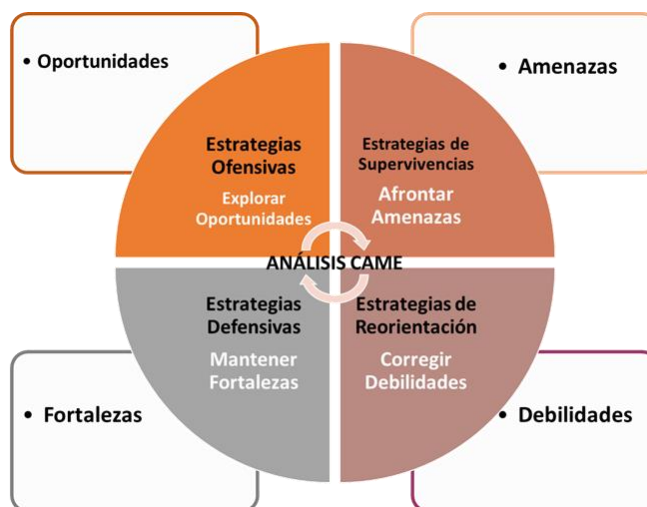 • Oportunidades
• Amenazas
Estrategias
Ofensivas
Explorar
Oportunidades
Estrategias de
Supervivencias
Afrontar
Amenazas
ANÁLISIS CAME
Estrategias
Defensivas
Mantener
Fortalezas
Estrategias de
Reorientación
Corregir
Debilidades
• Fortalezas
• Debilidades